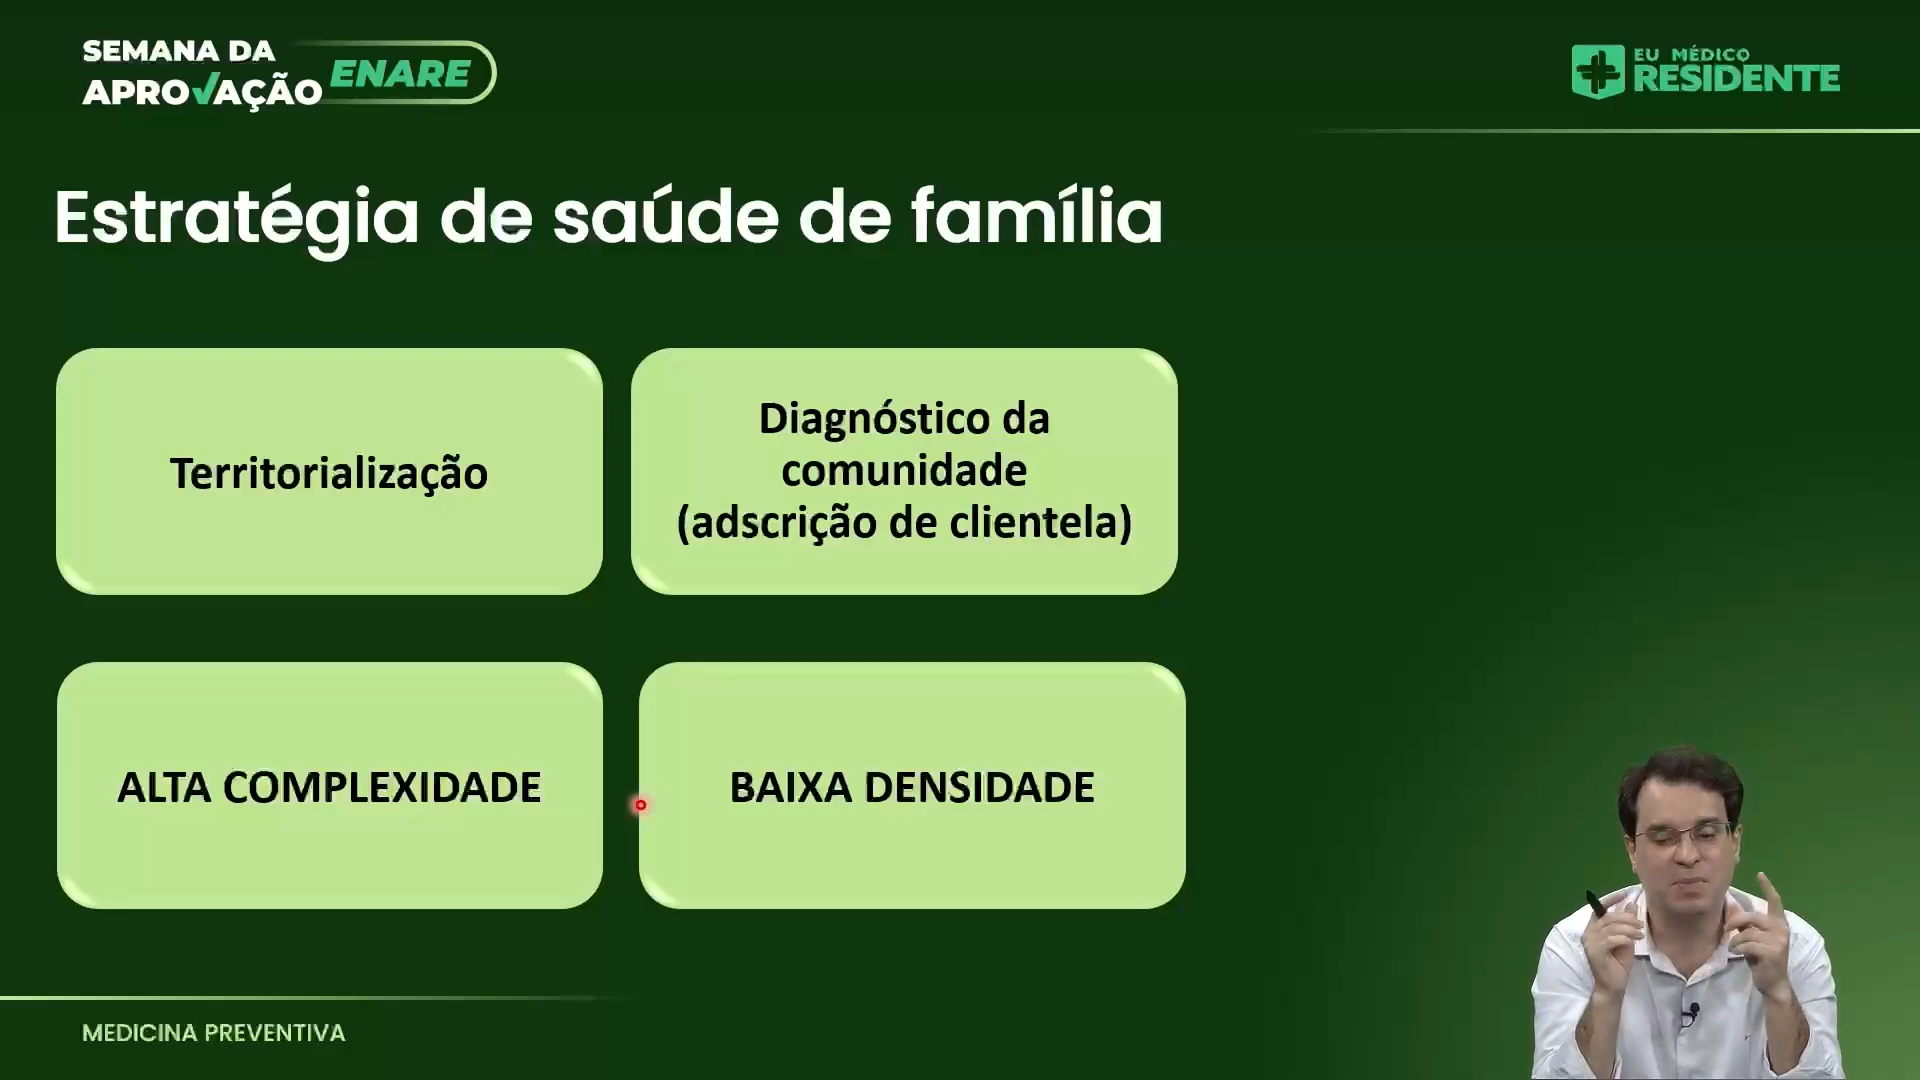 SEMANA DA
APROVAÇÃO ENARE
EU MÉDICO
RESIDENTE
Estratégia de saúde de família
Territorialização
Diagnóstico da
comunidade
(adscrição de clientela)
ALTA COMPLEXIDADE
BAIXA DENSIDADE
MEDICINA PREVENTIVA